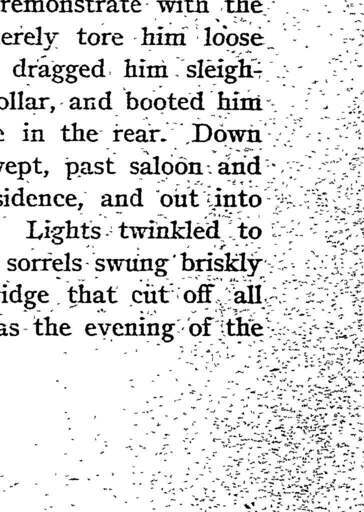 remonstrate with the
erely tore him loose
dragged him sleigh-
ollar, and booted him
e in the rear. Down
wept, past saloon and
sidence, and out into
Lights twinkled to
sorrels swung briskly
idge that cut off all
as the evening of the